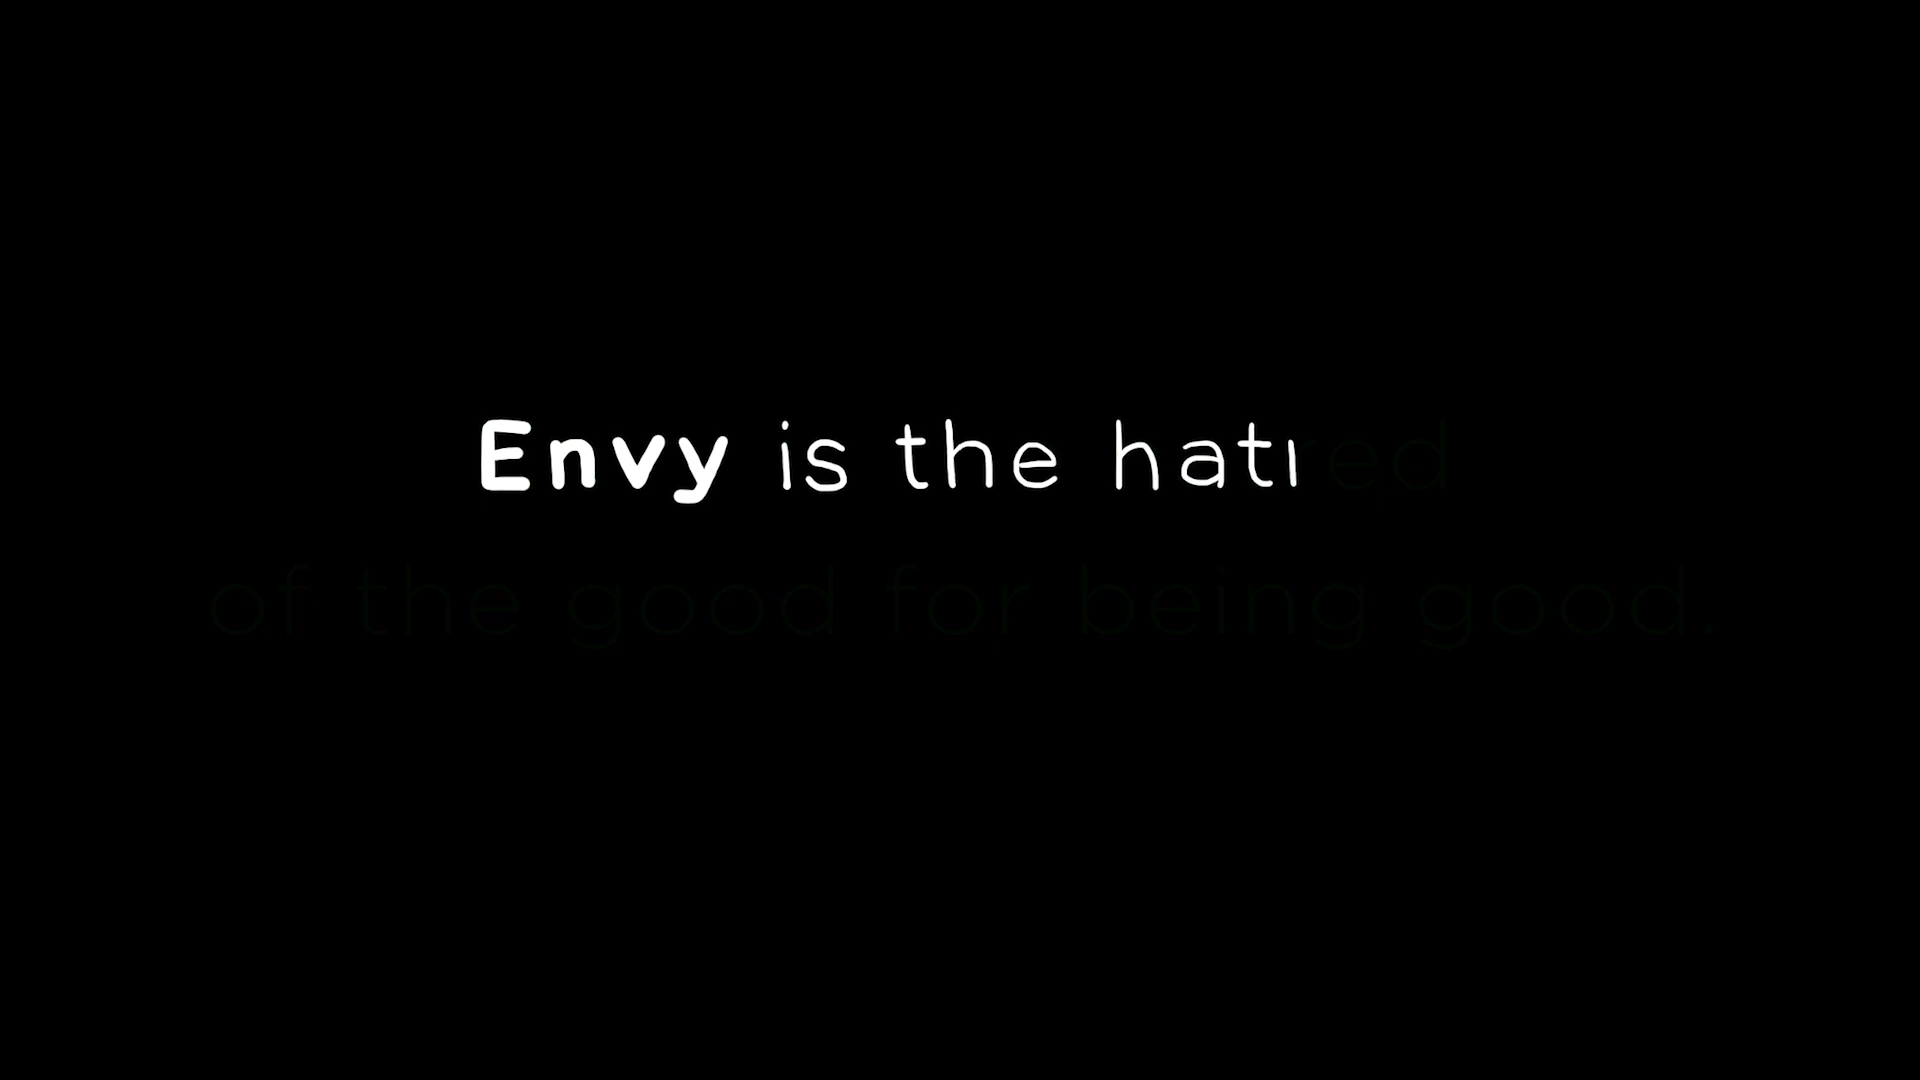 Envy is the hatred
of the good for being good.